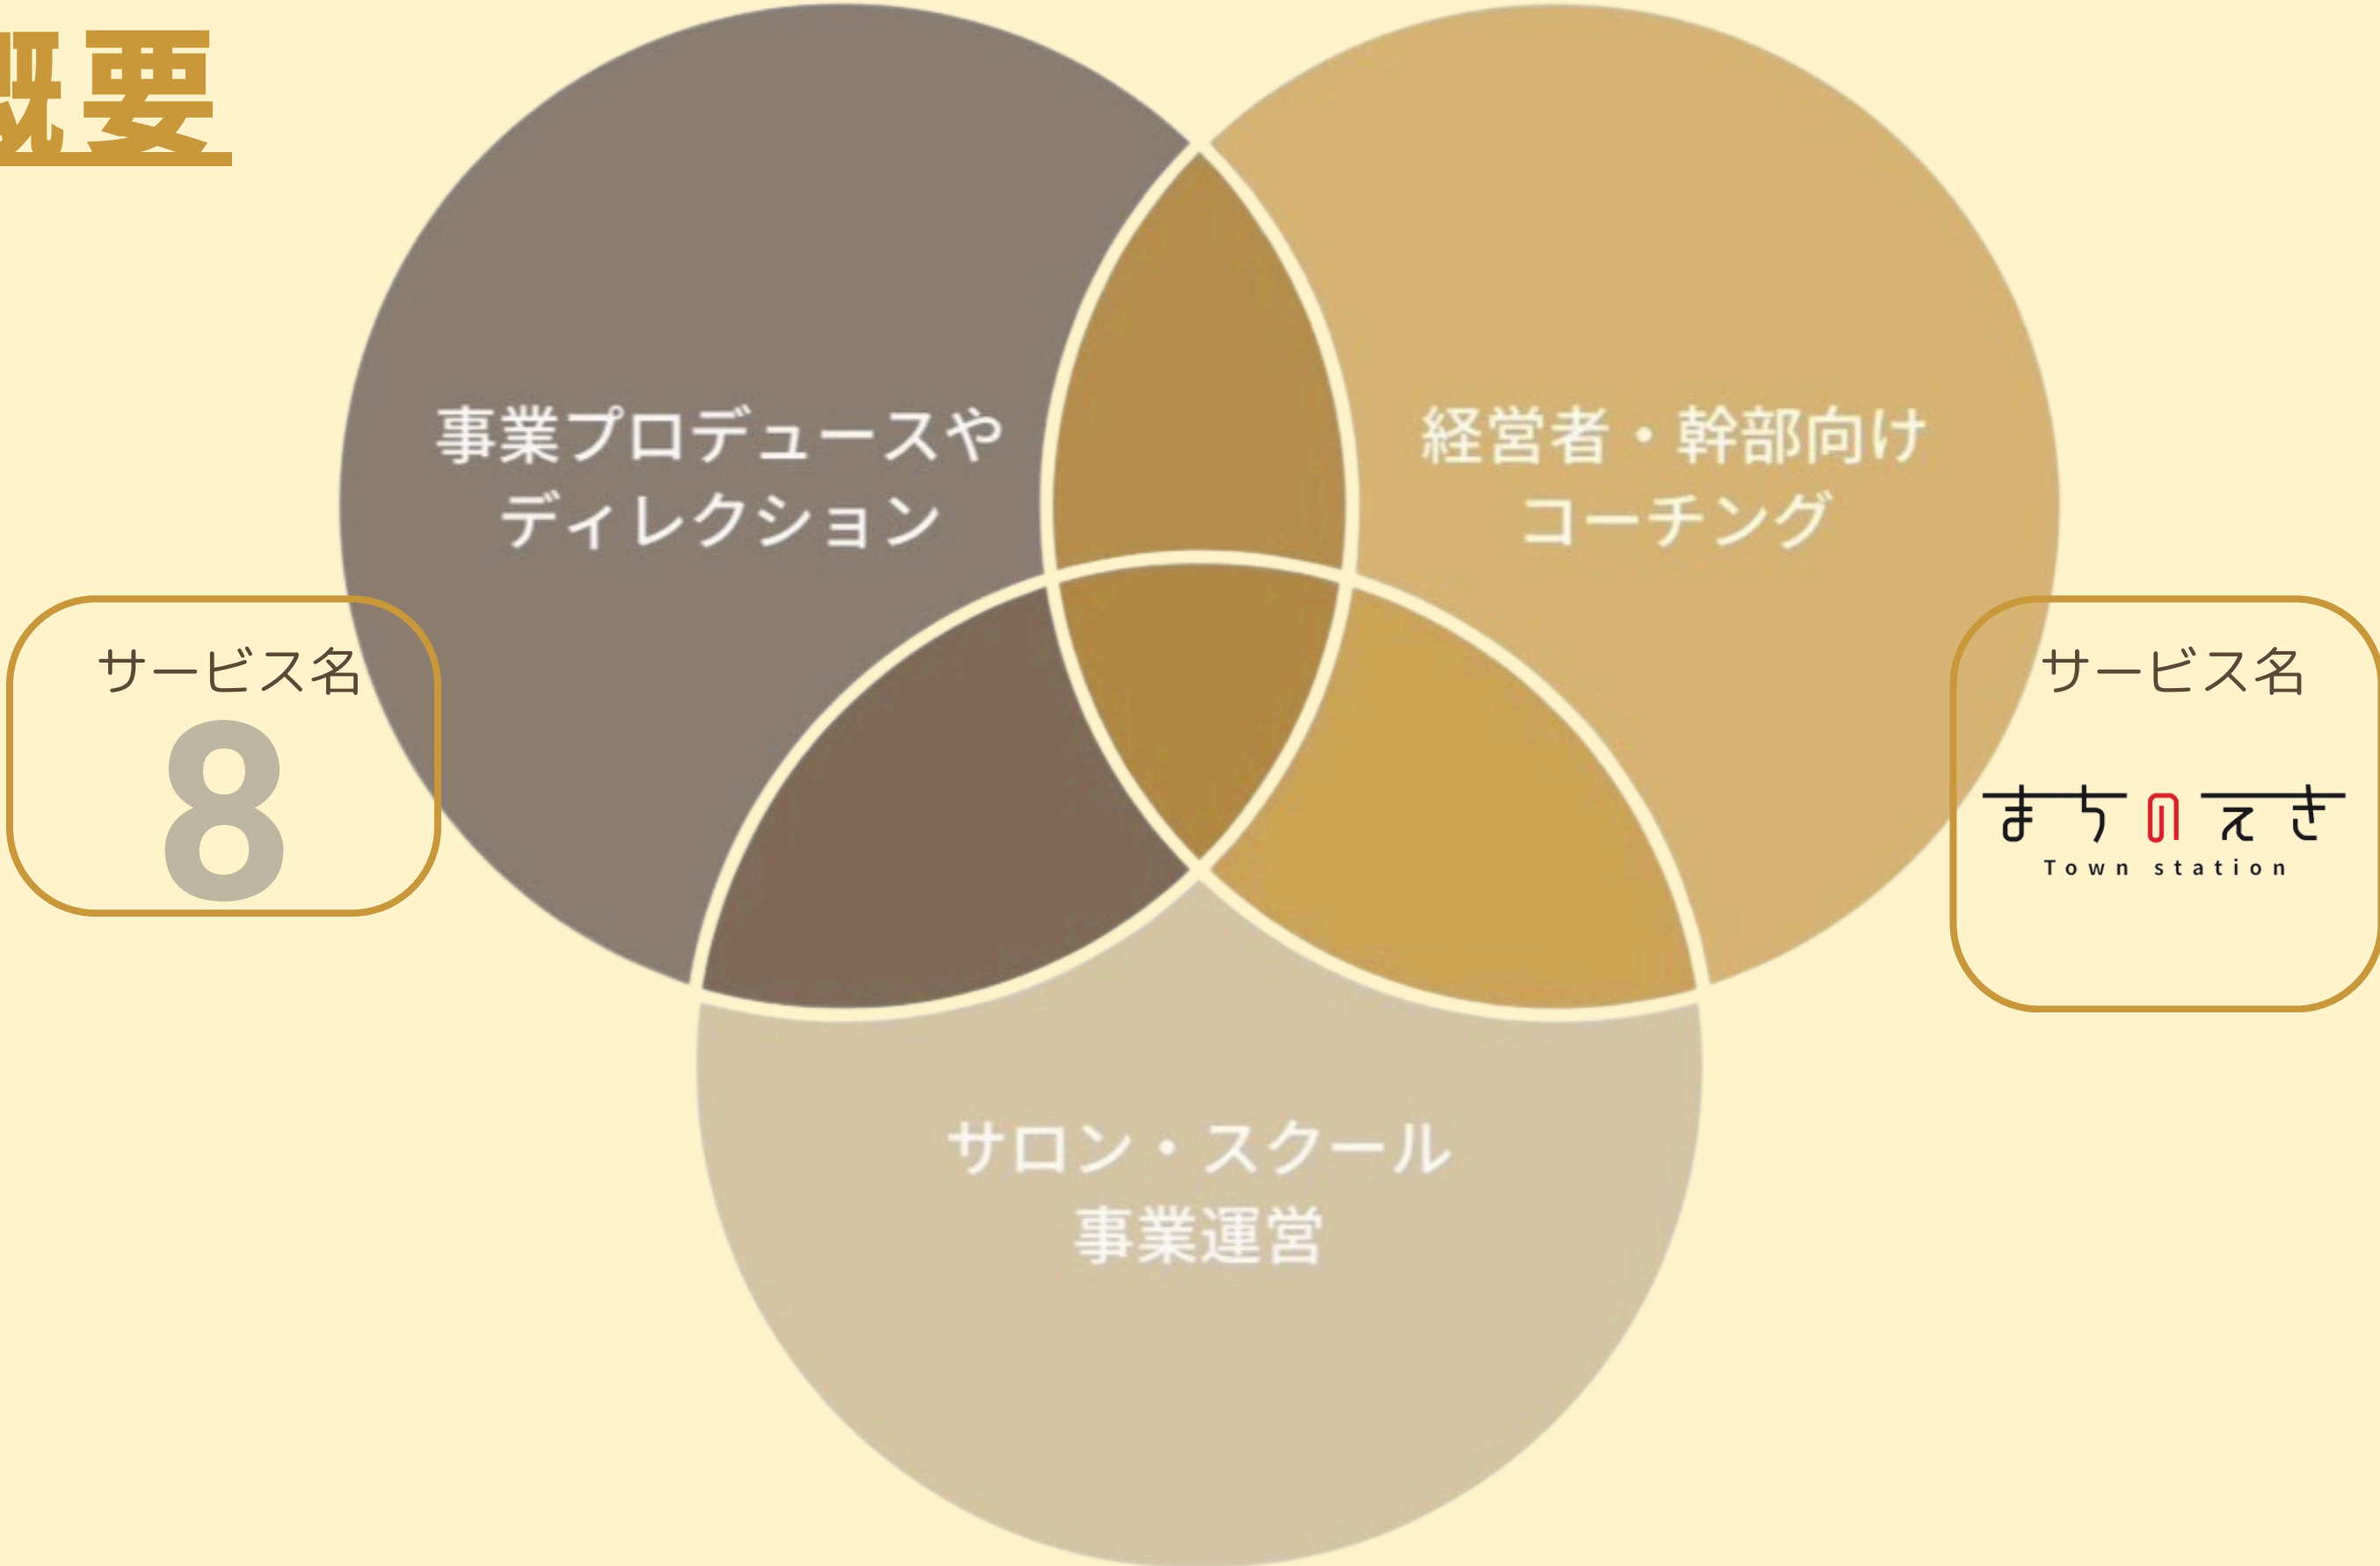 概要
事業プロデュースや
ディレクション
経営者・幹部向け
コーチング
サービス名
8
サービス名
まちのえき
Town station
サロン・スクール
事業運営